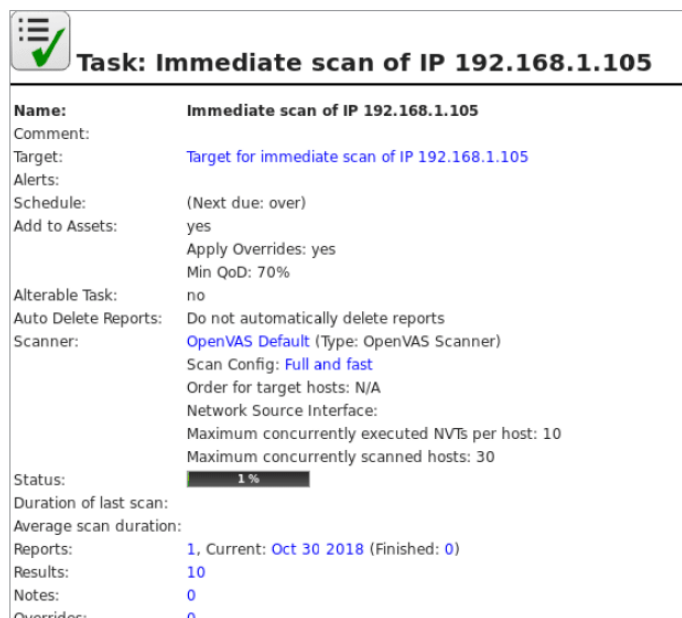 Task: Immediate scan of IP 192.168.1.105
Name: Immediate scan of IP 192.168.1.105
Comment:
Target: Target for immediate scan of IP 192.168.1.105
Alerts:
Schedule: (Next due: over)
Add to Assets: yes
Apply Overrides: yes
Min QoD: 70%
Alterable Task: no
Auto Delete Reports: Do not automatically delete reports
Scanner: OpenVAS Default (Type: OpenVAS Scanner)
Scan Config: Full and fast
Order for target hosts: N/A
Network Source Interface:
Maximum concurrently executed NVTs per host: 10
Maximum concurrently scanned hosts: 30
Status: 1 %
Duration of last scan:
Average scan duration:
Reports: 1, Current: Oct 30 2018 (Finished: 0)
Results: 10
Notes: 0
Overrides: 0